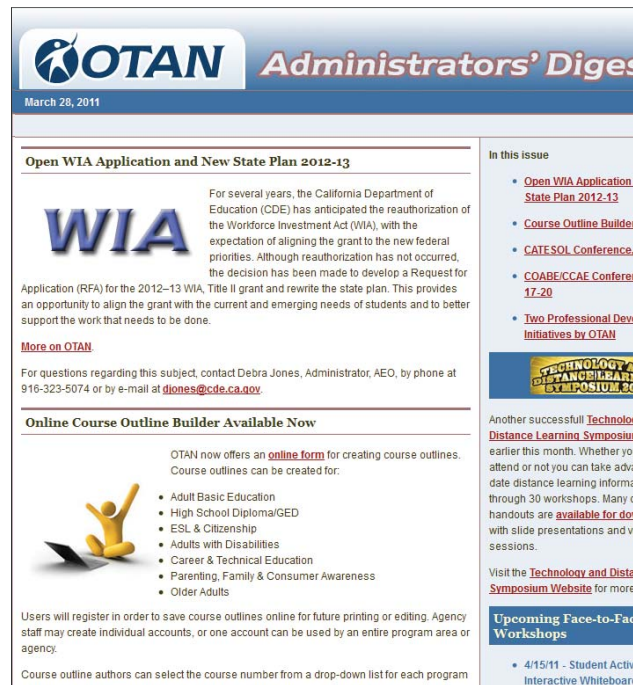 OTAN
Administrators' Diges
March 28, 2011
Open WIA Application and New State Plan 2012-13
WIA
For several years, the California Department of
Education (CDE) has anticipated the reauthorization of
the Workforce Investment Act (WIA), with the
expectation of aligning the grant to the new federal
priorities. Although reauthorization has not occurred,
the decision has been made to develop a Request for
Application (RFA) for the 2012–13 WIA, Title II grant and rewrite the state plan. This provides
an opportunity to align the grant with the current and emerging needs of students and to better
support the work that needs to be done.
More on OTAN.
For questions regarding this subject, contact Debra Jones, Administrator, AEO, by phone at
916-323-5074 or by e-mail at djones@cde.ca.gov.
Online Course Outline Builder Available Now
OTAN now offers an online form for creating course outlines.
Course outlines can be created for:
• Adult Basic Education
• High School Diploma/GED
• ESL & Citizenship
• Adults with Disabilities
• Career & Technical Education
• Parenting, Family & Consumer Awareness
• Older Adults
Users will register in order to save course outlines online for future printing or editing. Agency
staff may create individual accounts, or one account can be used by an entire program area or
agency.
Course outline authors can select the course number from a drop-down list for each program
In this issue
• Open WIA Application
State Plan 2012-13
• Course Outline Builder
• CATESOL Conference
• COABE/CCAE Confere
17-20
• Two Professional Deve
Initiatives by OTAN
TECHNOLOGY A
DISTANCE LEAR
SYMPOSIUM 20
Another successfull Technolog
Distance Learning Symposium
earlier this month. Whether yo
attend or not you can take adva
date distance learning informa
through 30 workshops. Many o
handouts are available for do
with slide presentations and v
sessions.
Visit the Technology and Dista
Symposium Website for more
Upcoming Face-to-Fac
Workshops
• 4/15/11 - Student Activ
Interactive Whiteboard